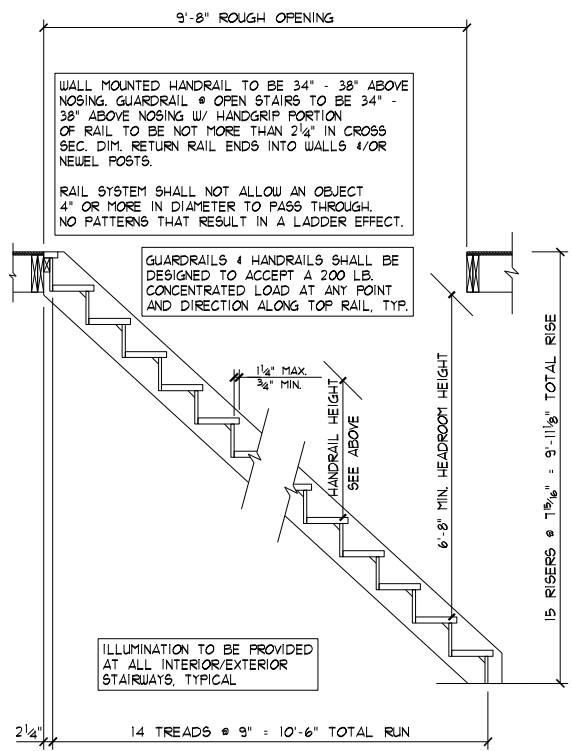 9'-8" ROUGH OPENING
WALL MOUNTED HANDRAIL TO BE 34" - 38" ABOVE
NOSING. GUARDRAIL @ OPEN STAIRS TO BE 34" -
38" ABOVE NOSING W/ HANDGRIP PORTION
OF RAIL TO BE NOT MORE THAN 2 1/4" IN CROSS
SEC. DIM. RETURN RAIL ENDS INTO WALLS &/OR
NEWEL POSTS.
RAIL SYSTEM SHALL NOT ALLOW AN OBJECT
4" OR MORE IN DIAMETER TO PASS THROUGH.
NO PATTERNS THAT RESULT IN A LADDER EFFECT.
GUARDRAILS & HANDRAILS SHALL BE
DESIGNED TO ACCEPT A 200 LB.
CONCENTRATED LOAD AT ANY POINT
AND DIRECTION ALONG TOP RAIL, TYP.
1 1/4" MAX.
3/4" MIN.
HANDRAIL HEIGHT
SEE ABOVE
6'-8" MIN. HEADROOM HEIGHT
15 RISERS @ 7 15/16" = 9'-11 1/8" TOTAL RISE
ILLUMINATION TO BE PROVIDED
AT ALL INTERIOR/EXTERIOR
STAIRWAYS, TYPICAL
2 1/4"
14 TREADS @ 9" = 10'-6" TOTAL RUN